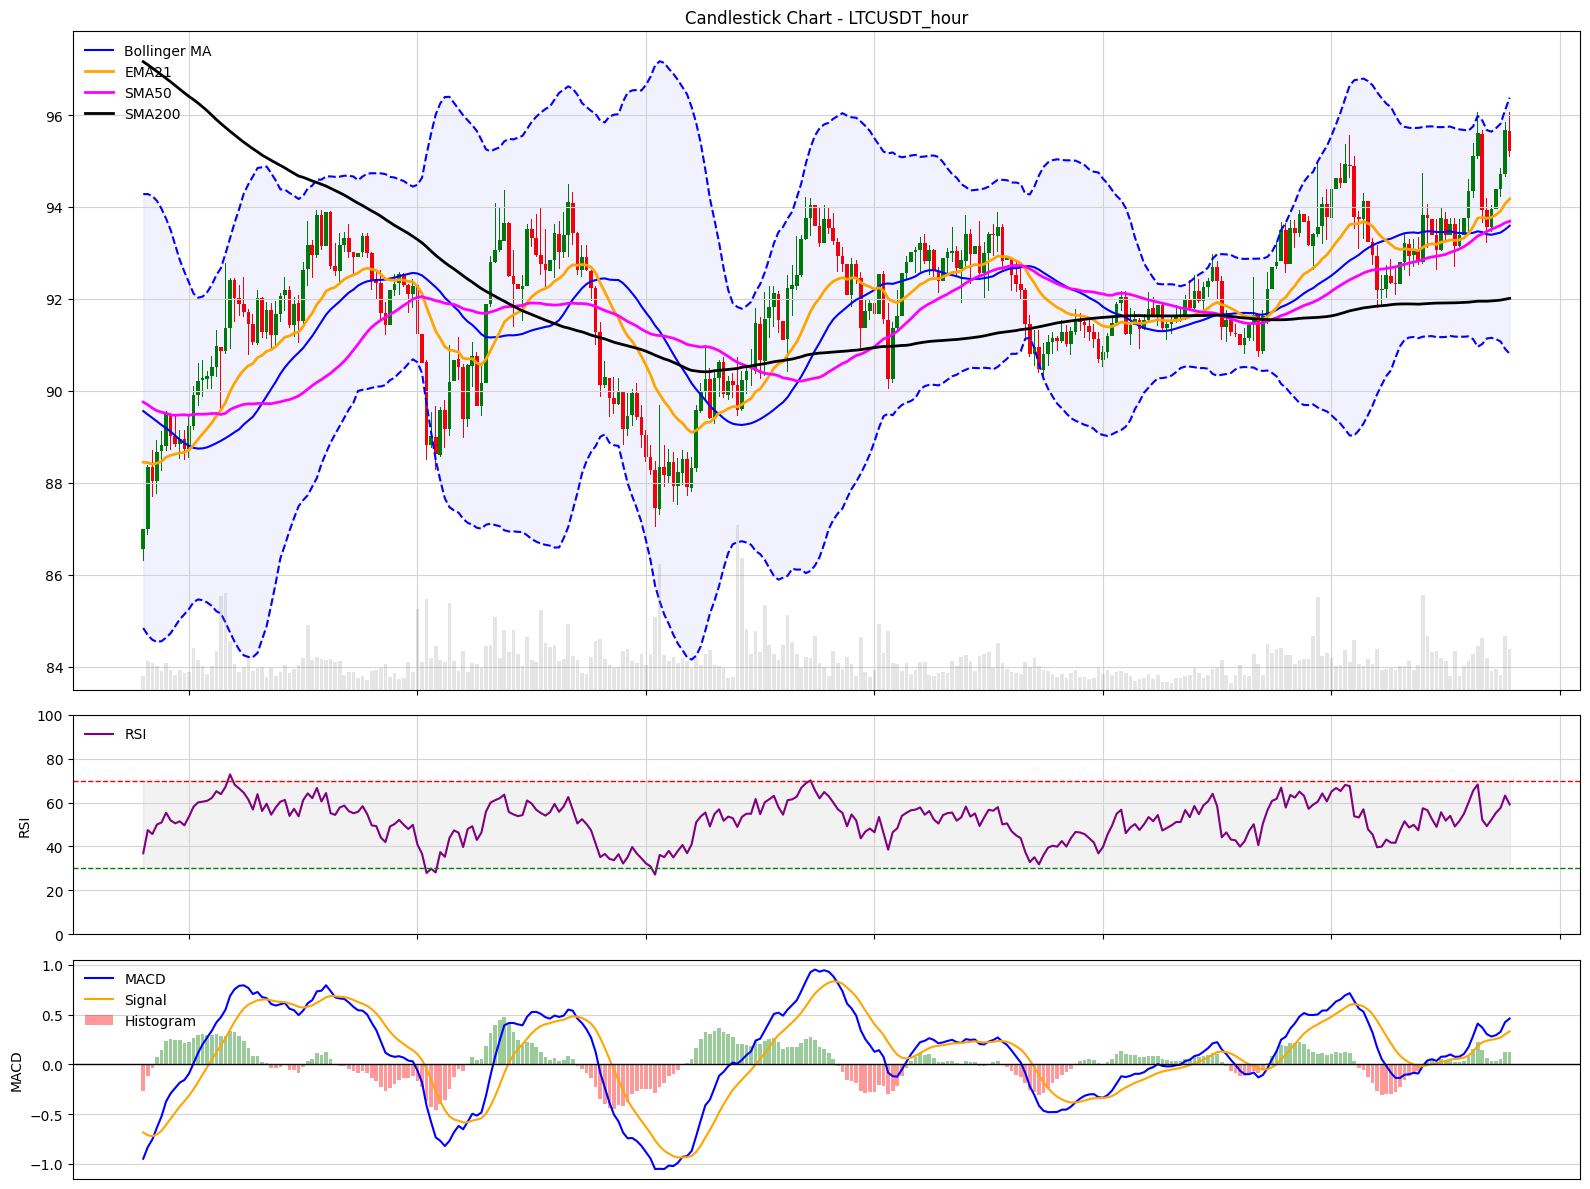 Candlestick Chart - LTCUSDT_hour
Bollinger MA
EMA21
SMA50
SMA200
96
94
92
90
88
86
84
RSI
100
80
60
40
20
0
RSI
MACD
Signal
Histogram
1.0
0.5
0.0
−0.5
−1.0
MACD